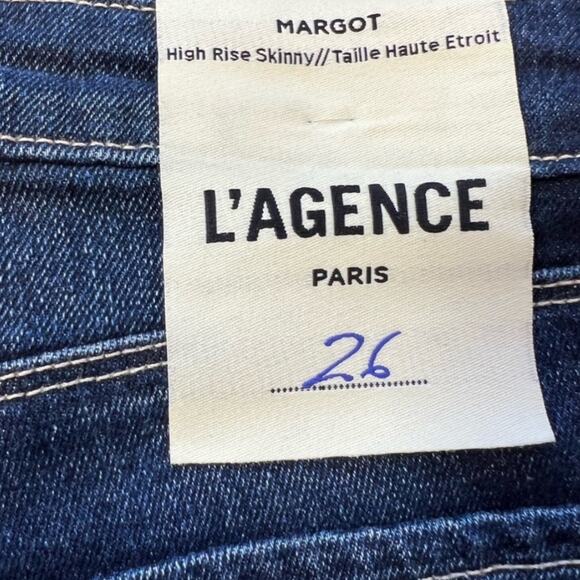 MARGOT
High Rise Skinny//Taille Haute Etroit
L'AGENCE
PARIS
26